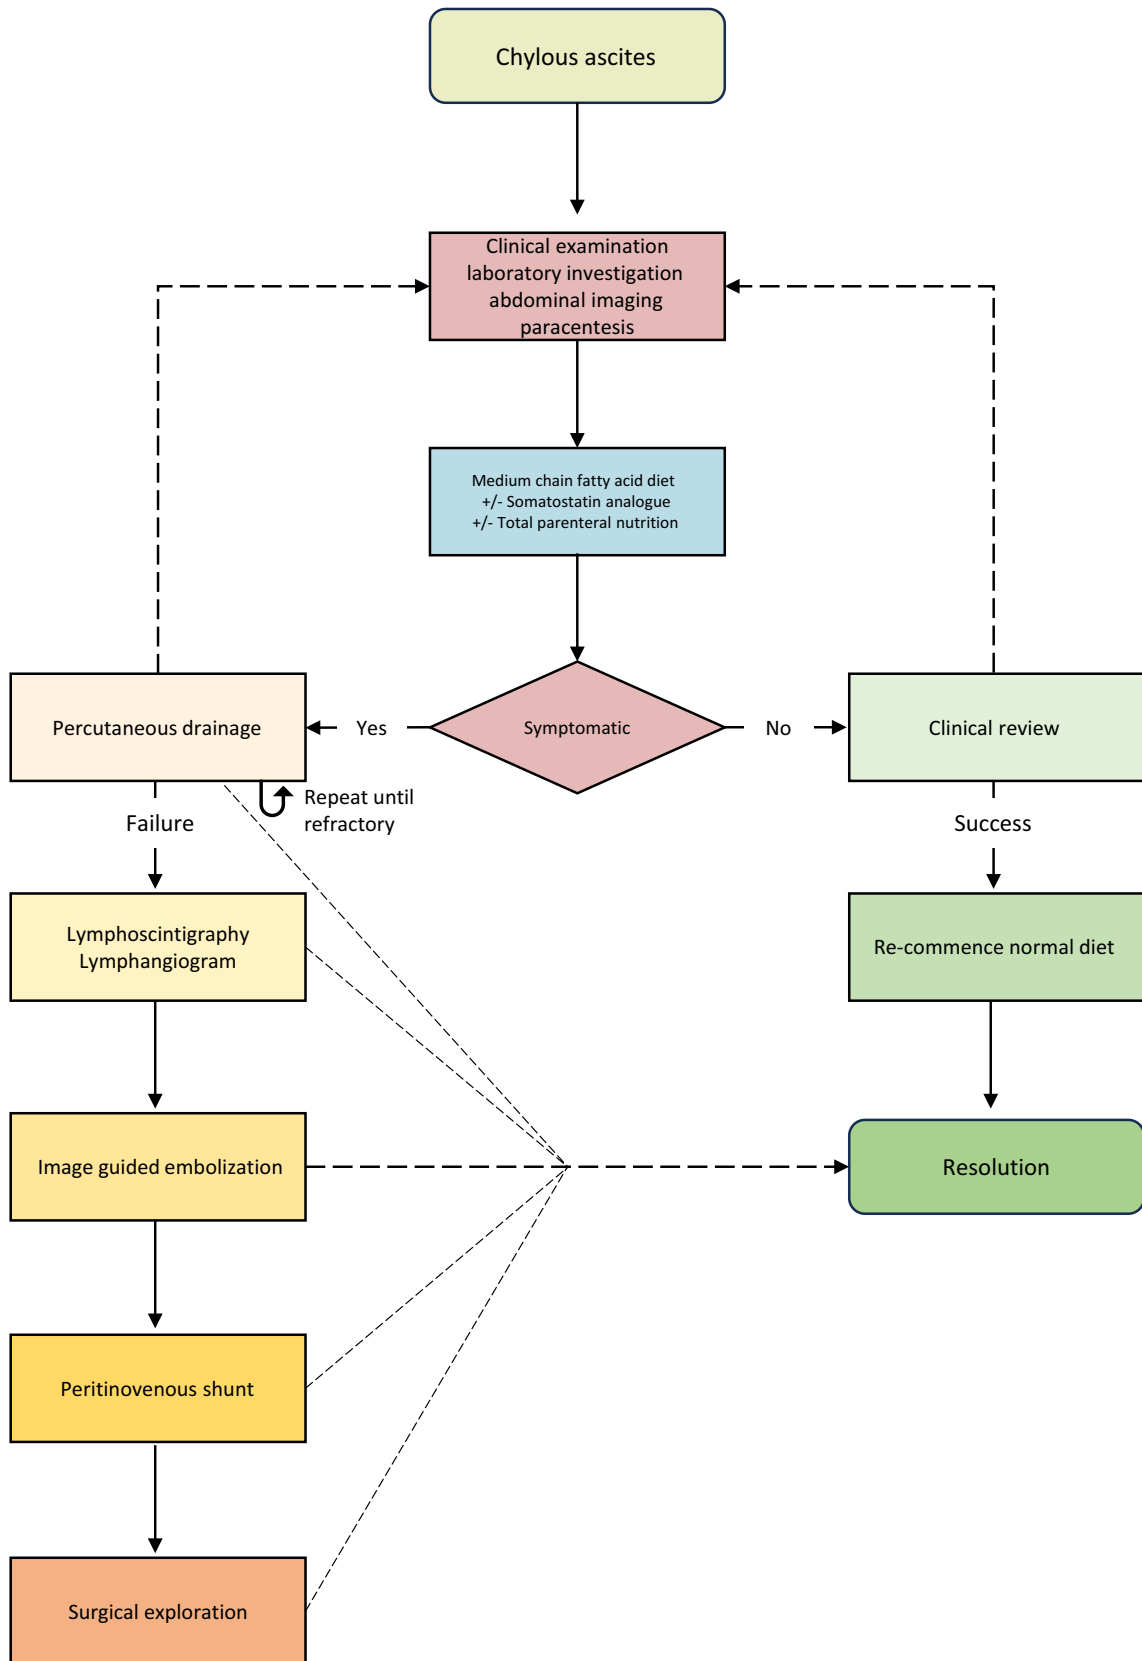 Chylous ascites
Clinical examination
laboratory investigation
abdominal imaging
paracentesis
Medium chain fatty acid diet
+/- Somatostatin analogue
+/- Total parenteral nutrition
Percutaneous drainage
Yes
Symptomatic
No
Clinical review
Repeat until
refractory
Failure
Success
Lymphoscintigraphy
Lymphangiogram
Re-commence normal diet
Image guided embolization
Resolution
Peritinovenous shunt
Surgical exploration